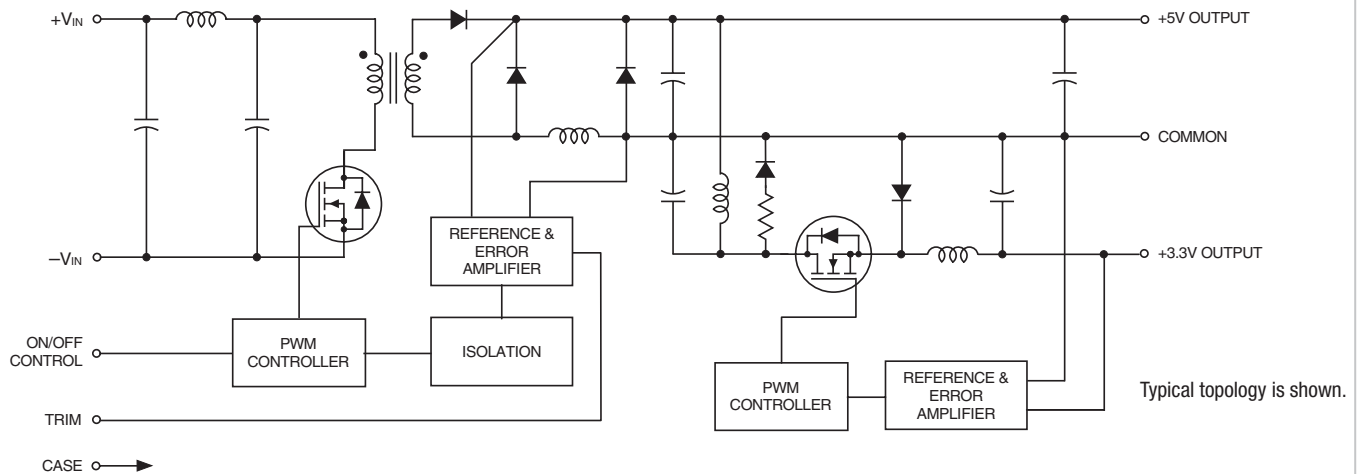 +VIN
+5V OUTPUT
COMMON
REFERENCE &
ERROR
AMPLIFIER
–VIN
+3.3V OUTPUT
ON/OFF
CONTROL
PWM
CONTROLLER
ISOLATION
PWM
CONTROLLER
REFERENCE &
ERROR
AMPLIFIER
Typical topology is shown.
TRIM
CASE